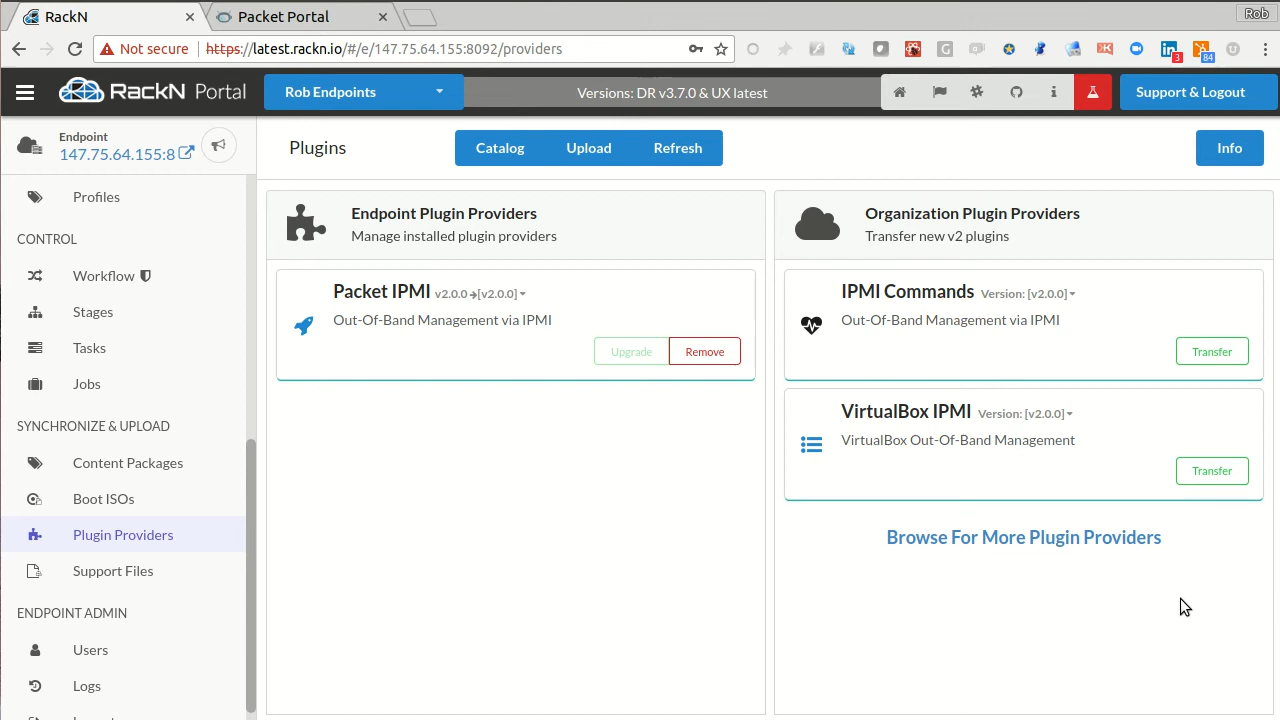 RackN
Packet Portal
Rob
Not secure
https://latest.rackn.io/#/e/147.75.64.155:8092/providers
3
84
RackN Portal
Rob Endpoints
Versions: DR v3.7.0 & UX latest
Support & Logout
Endpoint
147.75.64.155:8
Plugins
Catalog
Upload
Refresh
Info
Profiles
CONTROL
Workflow
Stages
Tasks
Jobs
SYNCHRONIZE & UPLOAD
Content Packages
Boot ISOs
Plugin Providers
Support Files
ENDPOINT ADMIN
Users
Logs
Endpoint Plugin Providers
Manage installed plugin providers
Packet IPMI v2.0.0 [v2.0.0]
Out-Of-Band Management via IPMI
Upgrade
Remove
Organization Plugin Providers
Transfer new v2 plugins
IPMI Commands Version: [v2.0.0]
Out-Of-Band Management via IPMI
Transfer
VirtualBox IPMI Version: [v2.0.0]
VirtualBox Out-Of-Band Management
Transfer
Browse For More Plugin Providers